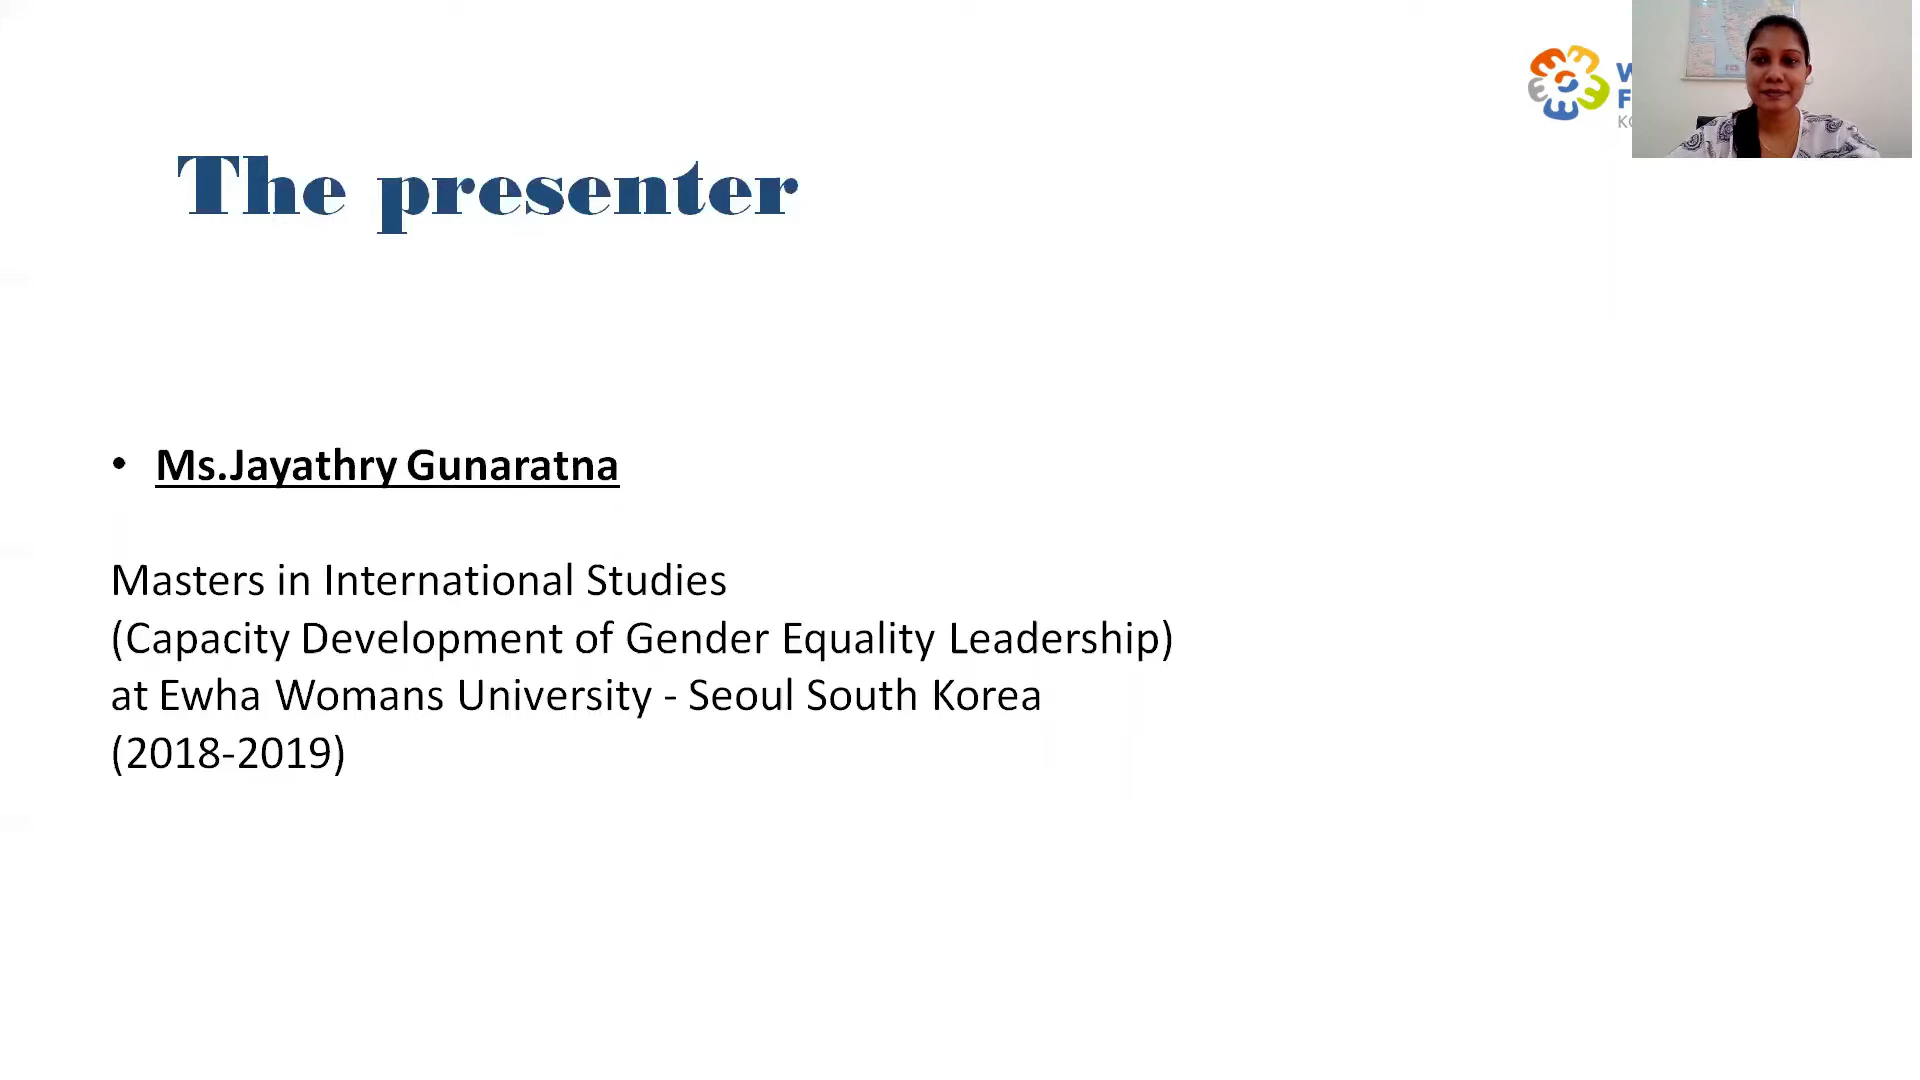 The presenter
• Ms.Jayathry Gunaratna
Masters in International Studies
(Capacity Development of Gender Equality Leadership)
at Ewha Womans University - Seoul South Korea
(2018-2019)